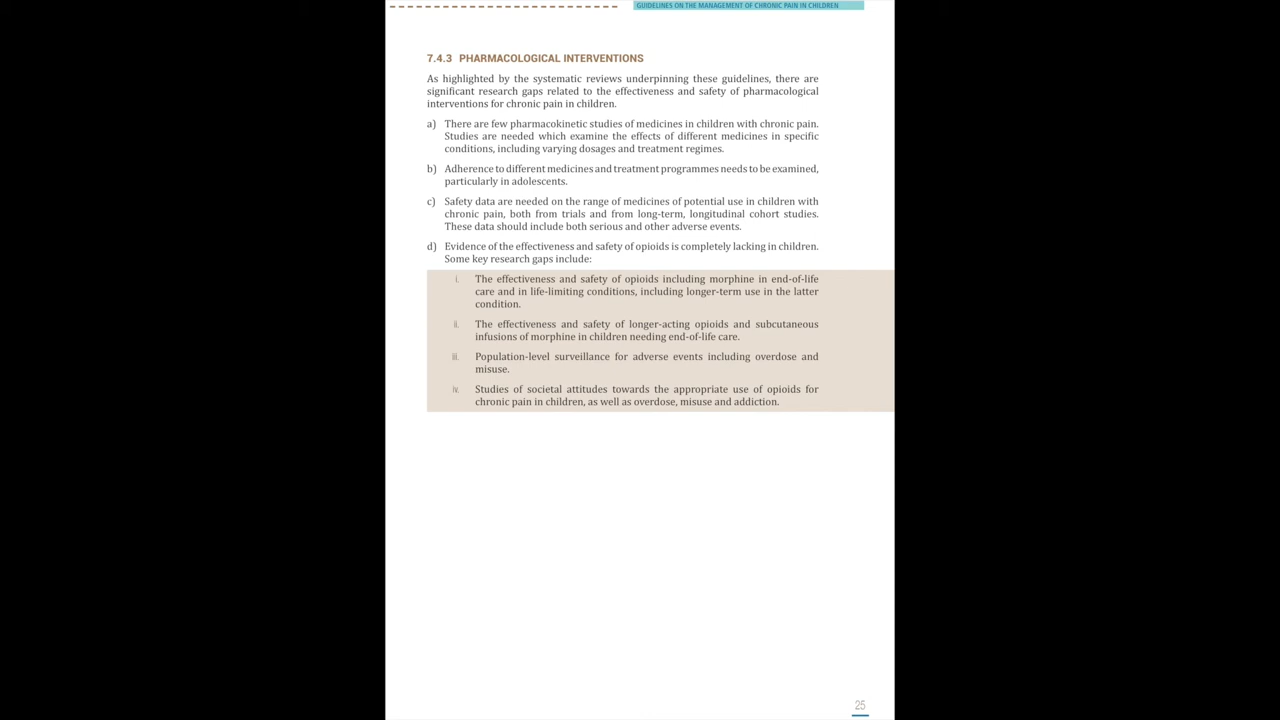 GUIDELINES ON THE MANAGEMENT OF CHRONIC PAIN IN CHILDREN
7.4.3 PHARMACOLOGICAL INTERVENTIONS
As highlighted by the systematic reviews underpinning these guidelines, there are
significant research gaps related to the effectiveness and safety of pharmacological
interventions for chronic pain in children.
a) There are few pharmacokinetic studies of medicines in children with chronic pain.
Studies are needed which examine the effects of different medicines in specific
conditions, including varying dosages and treatment regimes.
b) Adherence to different medicines and treatment programmes needs to be examined,
particularly in adolescents.
c) Safety data are needed on the range of medicines of potential use in children with
chronic pain, both from trials and from long-term, longitudinal cohort studies.
These data should include both serious and other adverse events.
d) Evidence of the effectiveness and safety of opioids is completely lacking in children.
Some key research gaps include:
i. The effectiveness and safety of opioids including morphine in end-of-life
care and in life-limiting conditions, including longer-term use in the latter
condition.
ii. The effectiveness and safety of longer-acting opioids and subcutaneous
infusions of morphine in children needing end-of-life care.
iii. Population-level surveillance for adverse events including overdose and
misuse.
iv. Studies of societal attitudes towards the appropriate use of opioids for
chronic pain in children, as well as overdose, misuse and addiction.
25